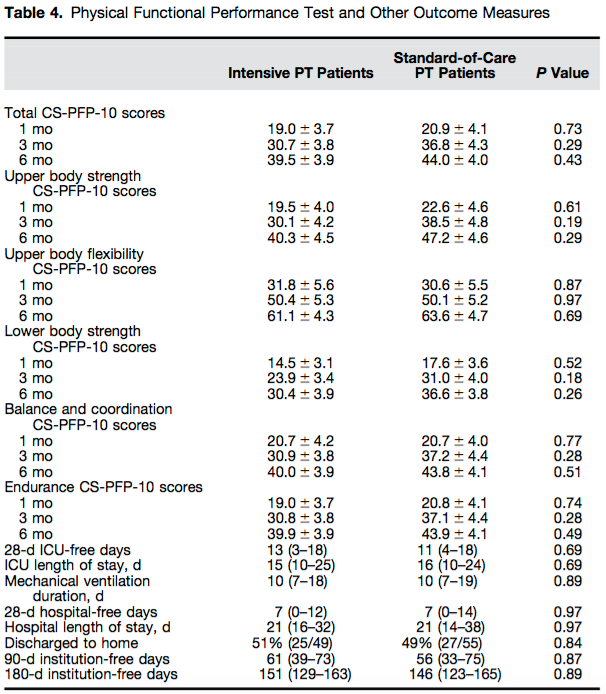 Table 4. Physical Functional Performance Test and Other Outcome Measures
Intensive PT Patients Standard-of-Care PT Patients P Value
Total CS-PFP-10 scores
1 mo 19.0 ± 3.7 20.9 ± 4.1 0.73
3 mo 30.7 ± 3.8 36.8 ± 4.3 0.29
6 mo 39.5 ± 3.9 44.0 ± 4.0 0.43
Upper body strength
CS-PFP-10 scores
1 mo 19.5 ± 4.0 22.6 ± 4.6 0.61
3 mo 30.1 ± 4.2 38.5 ± 4.8 0.19
6 mo 40.3 ± 4.5 47.2 ± 4.6 0.29
Upper body flexibility
CS-PFP-10 scores
1 mo 31.8 ± 5.6 30.6 ± 5.5 0.87
3 mo 50.4 ± 5.3 50.1 ± 5.2 0.97
6 mo 61.1 ± 4.3 63.6 ± 4.7 0.69
Lower body strength
CS-PFP-10 scores
1 mo 14.5 ± 3.1 17.6 ± 3.6 0.52
3 mo 23.9 ± 3.4 31.0 ± 4.0 0.18
6 mo 30.4 ± 3.9 36.6 ± 3.8 0.26
Balance and coordination
CS-PFP-10 scores
1 mo 20.7 ± 4.2 20.7 ± 4.0 0.77
3 mo 30.9 ± 3.8 37.2 ± 4.4 0.28
6 mo 40.0 ± 3.9 43.8 ± 4.1 0.51
Endurance CS-PFP-10 scores
1 mo 19.0 ± 3.7 20.8 ± 4.1 0.74
3 mo 30.8 ± 3.8 37.1 ± 4.4 0.28
6 mo 39.9 ± 3.9 43.9 ± 4.1 0.49
28-d ICU-free days 13 (3–18) 11 (4–18) 0.69
ICU length of stay, d 15 (10–25) 16 (10–24) 0.69
Mechanical ventilation 10 (7–18) 10 (7–19) 0.89
duration, d
28-d hospital-free days 7 (0–12) 7 (0–14) 0.97
Hospital length of stay, d 21 (16–32) 21 (14–38) 0.97
Discharged to home 51% (25/49) 49% (27/55) 0.84
90-d institution-free days 61 (39–73) 56 (33–75) 0.87
180-d institution-free days 151 (129–163) 146 (123–165) 0.89